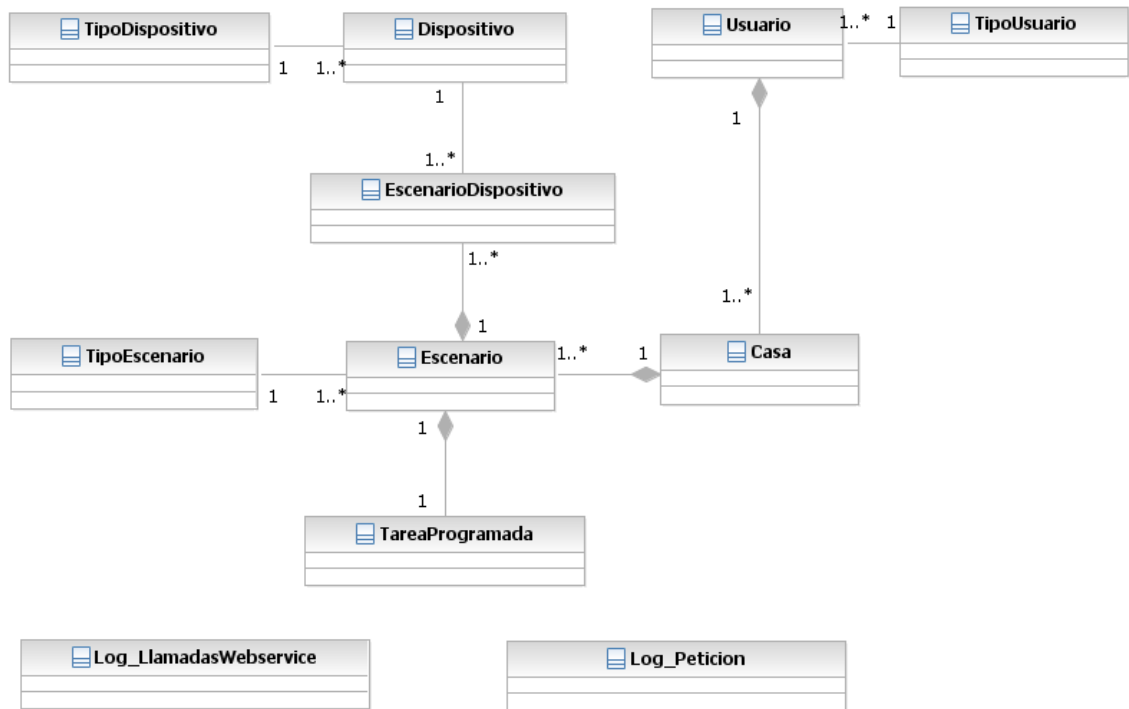 TipoDispositivo
Dispositivo
Usuario
1..* 1
TipoUsuario
1 1..*
1
1
1..*
EscenarioDispositivo
1..*
1..*
1
TipoEscenario
Escenario
1..* 1
Casa
1 1..*
1
1
TareaProgramada
Log_LlamadasWebservice
Log_Peticion